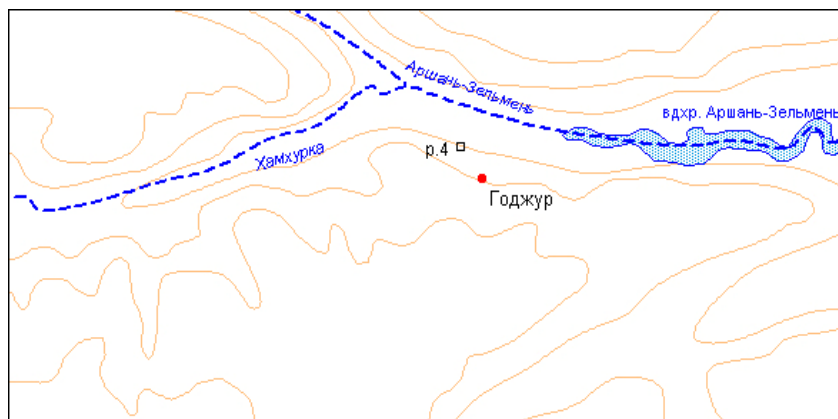 Аршань-Зельмень
вдхр. Аршань-Зельмень
Хамхурка
р.4
Годжур